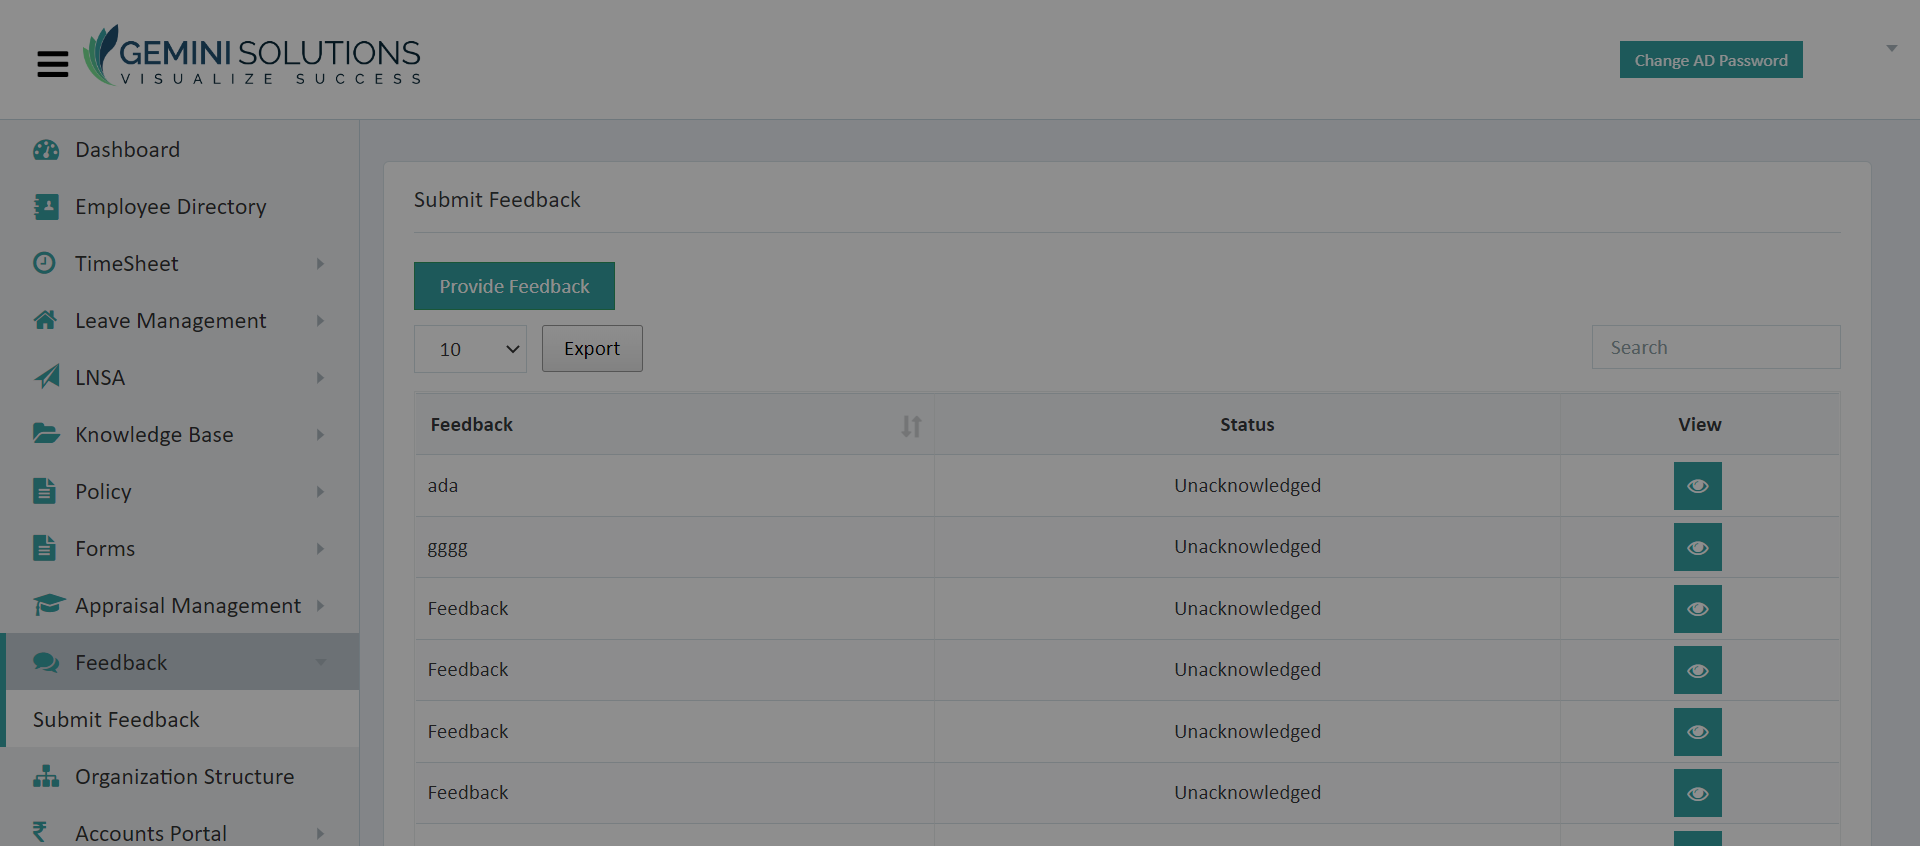 GEMINI SOLUTIONS
VISUALIZE SUCCESS
Change AD Password
Dashboard
Employee Directory
TimeSheet
Leave Management
LNSA
Knowledge Base
Policy
Forms
Appraisal Management
Feedback
Submit Feedback
Organization Structure
Accounts Portal
Submit Feedback
Provide Feedback
10 Export Search
Feedback Status View
ada Unacknowledged
gggg Unacknowledged
Feedback Unacknowledged
Feedback Unacknowledged
Feedback Unacknowledged
Feedback Unacknowledged